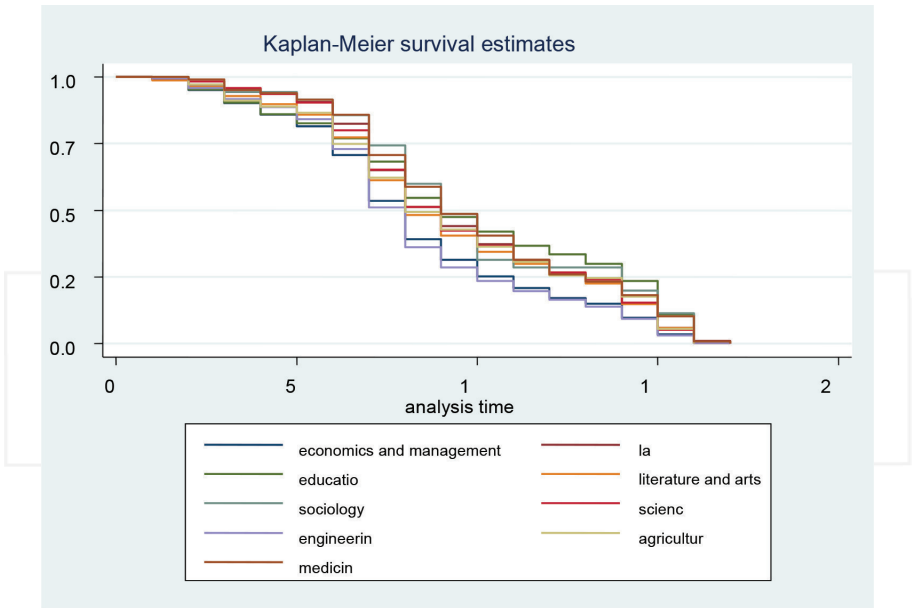 Kaplan-Meier survival estimates
1.0
0.7
0.5
0.2
0.0
0 5 1 1 2
analysis time
economics and management la
educatio literature and arts
sociology scienc
engineerin agricultur
medicin